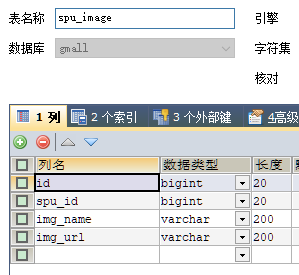 表名称 spu_image 引擎
数据库 gmall 字符集
核对
1 列 2 个索引 3 个外部键 4高级
列名 数据类型 长度
id bigint 20
spu_id bigint 20
img_name varchar 200
img_url varchar 200